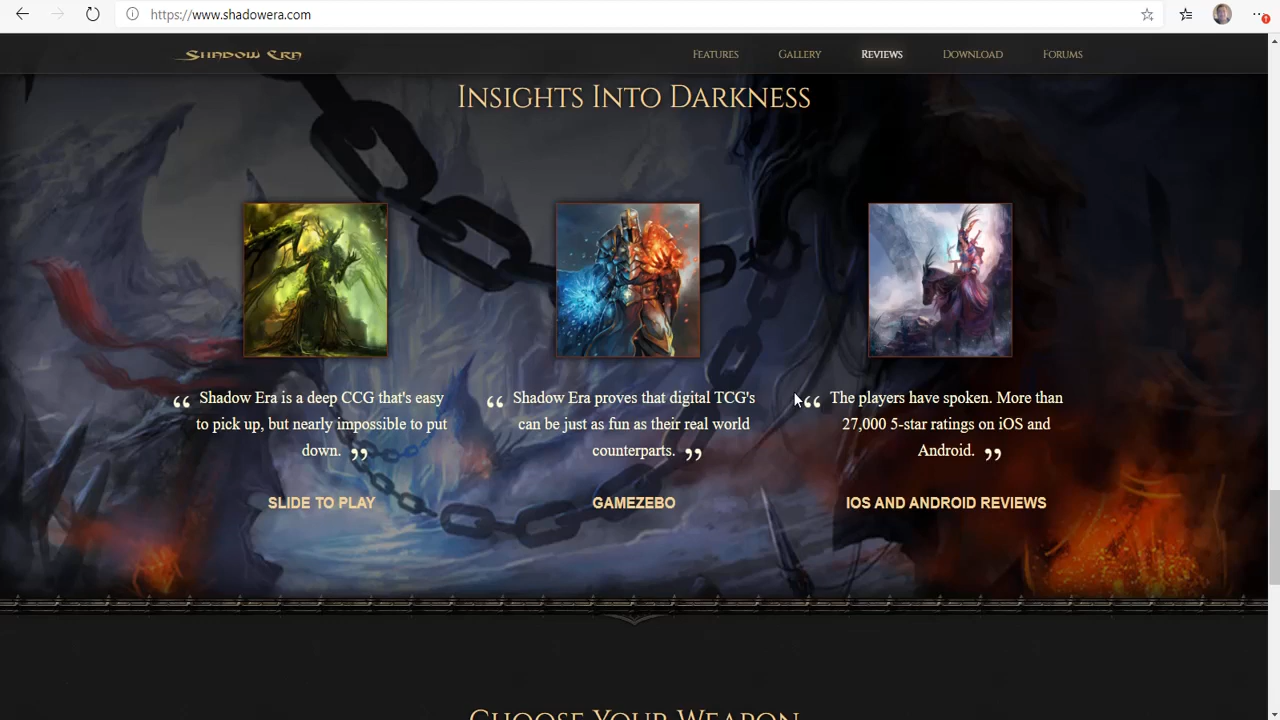 https://www.shadowera.com
Shadow Era
Features Gallery Reviews Download Forums
Insights Into Darkness
“ Shadow Era is a deep CCG that's easy
to pick up, but nearly impossible to put
down. ”
SLIDE TO PLAY
“ Shadow Era proves that digital TCG's
can be just as fun as their real world
counterparts. ”
GAMEZEBO
“ The players have spoken. More than
27,000 5-star ratings on iOS and
Android. ”
IOS AND ANDROID REVIEWS
Choose Your Weapon